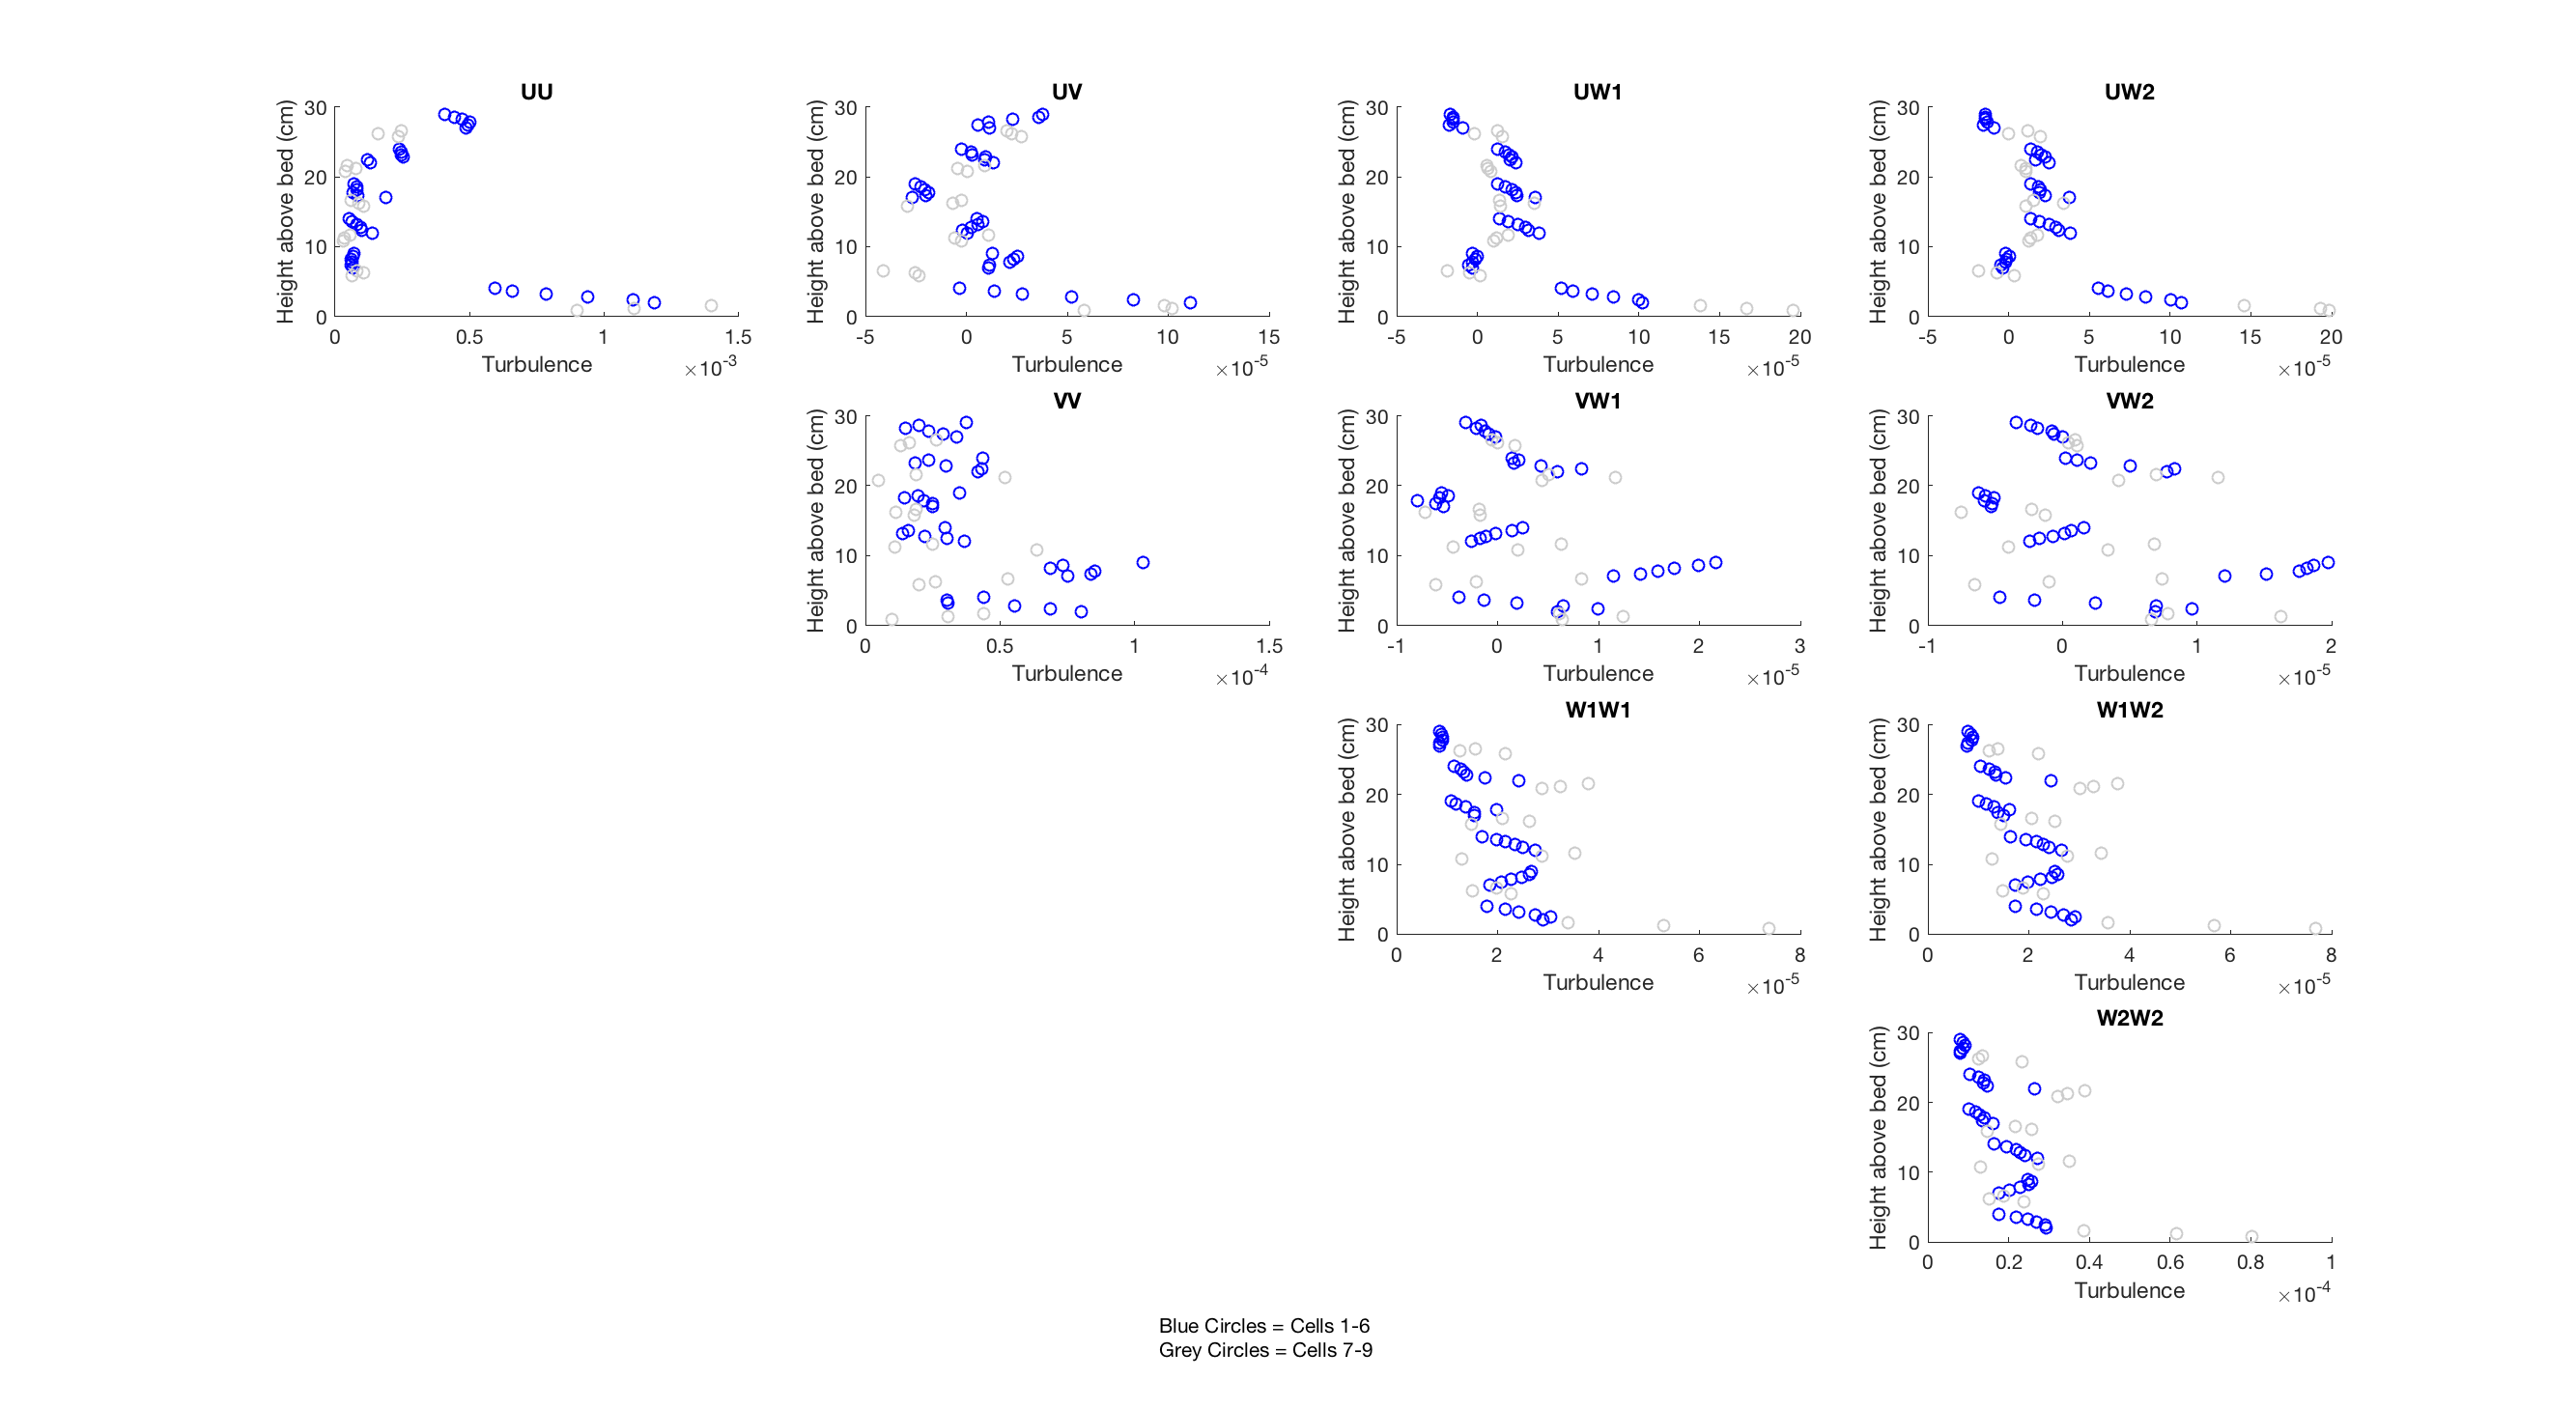 UU
Height above bed (cm)
30
20
10
0
0 0.5 1 1.5
Turbulence ×10-3
UV
Height above bed (cm)
30
20
10
0
-5 0 5 10 15
Turbulence ×10-5
UW1
Height above bed (cm)
30
20
10
0
-5 0 5 10 15 20
Turbulence ×10-5
UW2
Height above bed (cm)
30
20
10
0
-5 0 5 10 15 20
Turbulence ×10-5
VV
Height above bed (cm)
30
20
10
0
0 0.5 1 1.5
Turbulence ×10-4
VW1
Height above bed (cm)
30
20
10
0
-1 0 1 2 3
Turbulence ×10-5
VW2
Height above bed (cm)
30
20
10
0
-1 0 1 2
Turbulence ×10-5
W1W1
Height above bed (cm)
30
20
10
0
0 2 4 6 8
Turbulence ×10-5
W1W2
Height above bed (cm)
30
20
10
0
0 2 4 6 8
Turbulence ×10-5
W2W2
Height above bed (cm)
30
20
10
0
0 0.2 0.4 0.6 0.8 1
Turbulence ×10-4
Blue Circles = Cells 1-6
Grey Circles = Cells 7-9